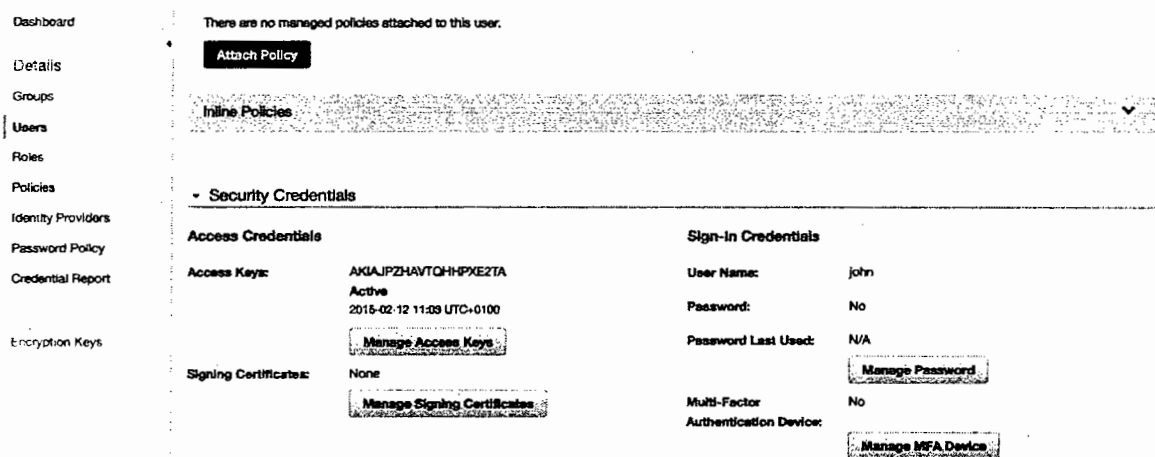 Dashboard
Details
Groups
Users
Roles
Policies
Identity Providers
Password Policy
Credential Report
Encryption Keys
There are no managed policies attached to this user.
Attach Policy
Inline Policies
Security Credentials
Access Credentials
Access Keys: AKIAJPZHAVTQHHPXE2TA
Active
2015-02-12 11:09 UTC+0100
Manage Access Keys
Signing Certificates: None
Manage Signing Certificates
Sign-In Credentials
User Name: john
Password: No
Password Last Used: N/A
Manage Password
Multi-Factor No
Authentication Device:
Manage MFA Device